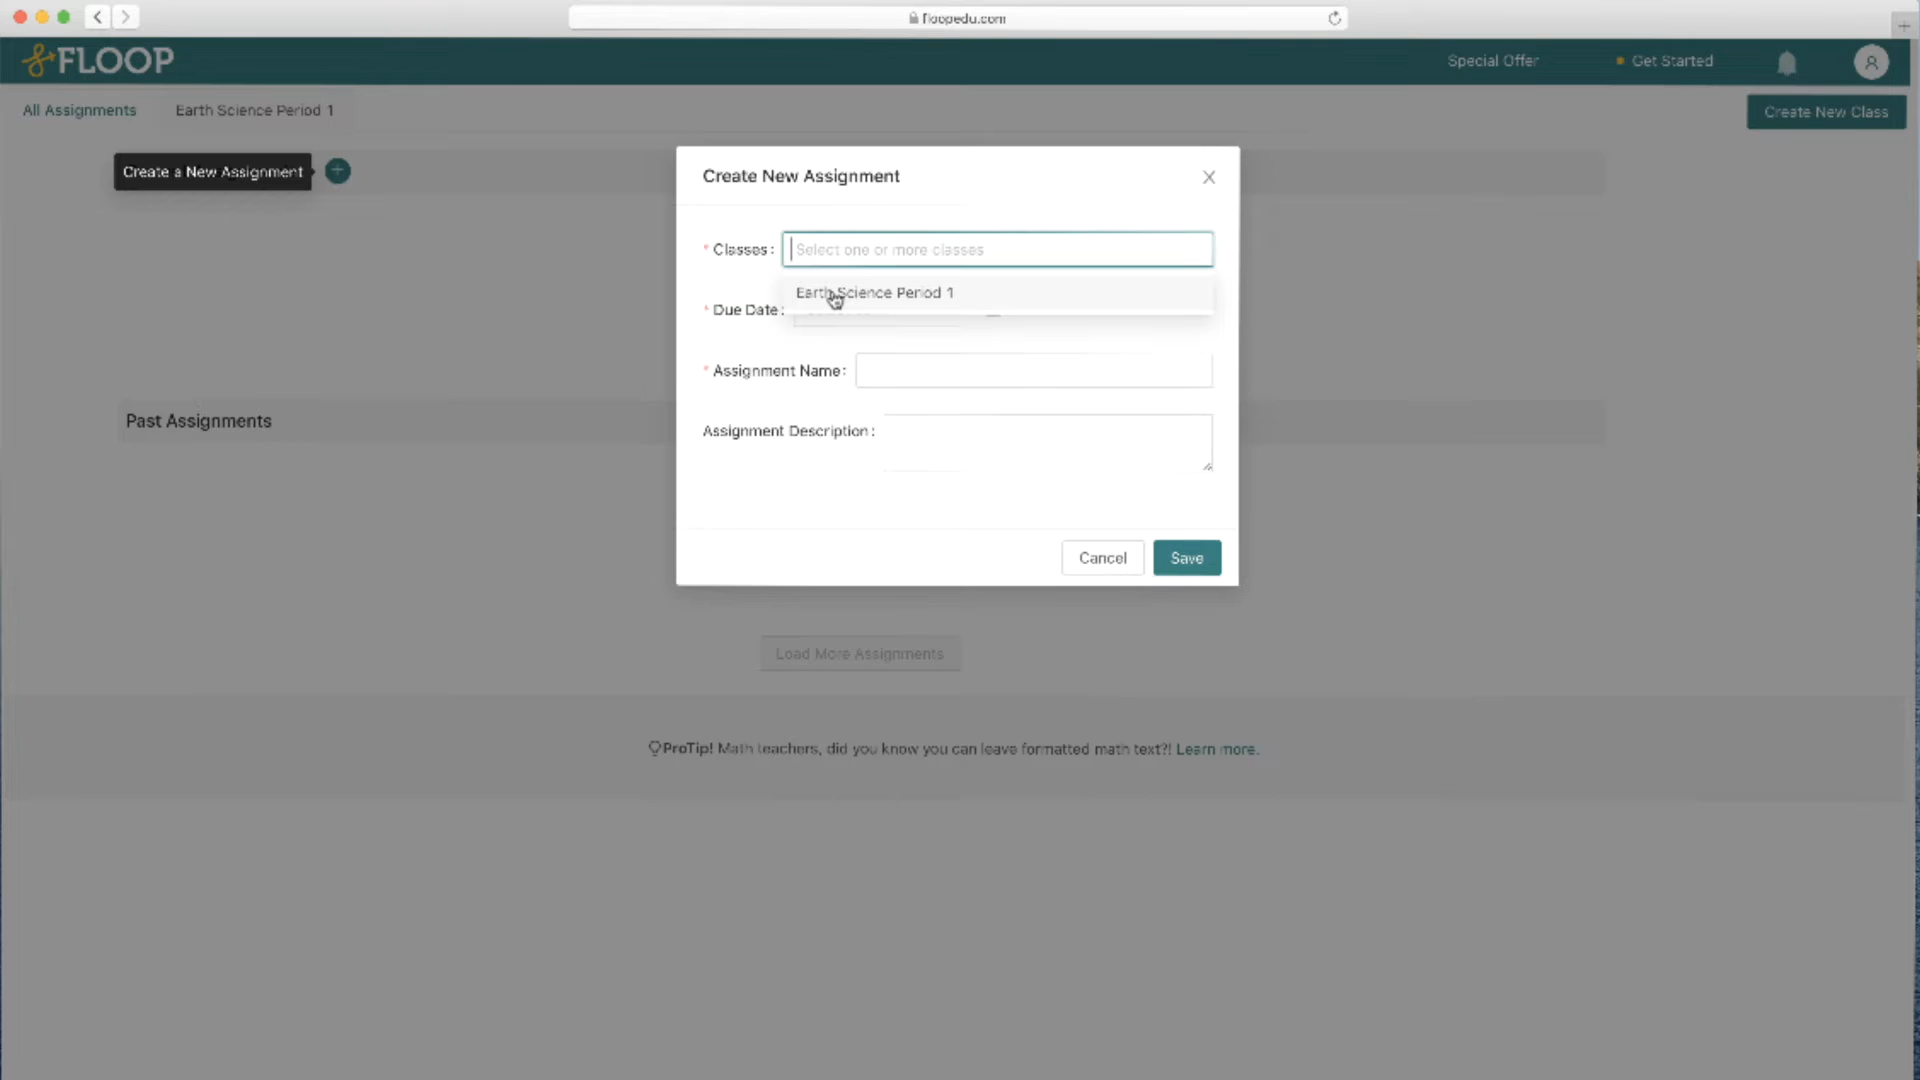 floopedu.com
FLOOP
Special Offer
Get Started
All Assignments
Earth Science Period 1
Create New Class
Create a New Assignment
Create New Assignment
* Classes:
Select one or more classes
Earth Science Period 1
* Due Date:
* Assignment Name:
Past Assignments
Assignment Description:
Cancel
Save
Load More Assignments
ProTip! Math teachers, did you know you can leave formatted math text?! Learn more.